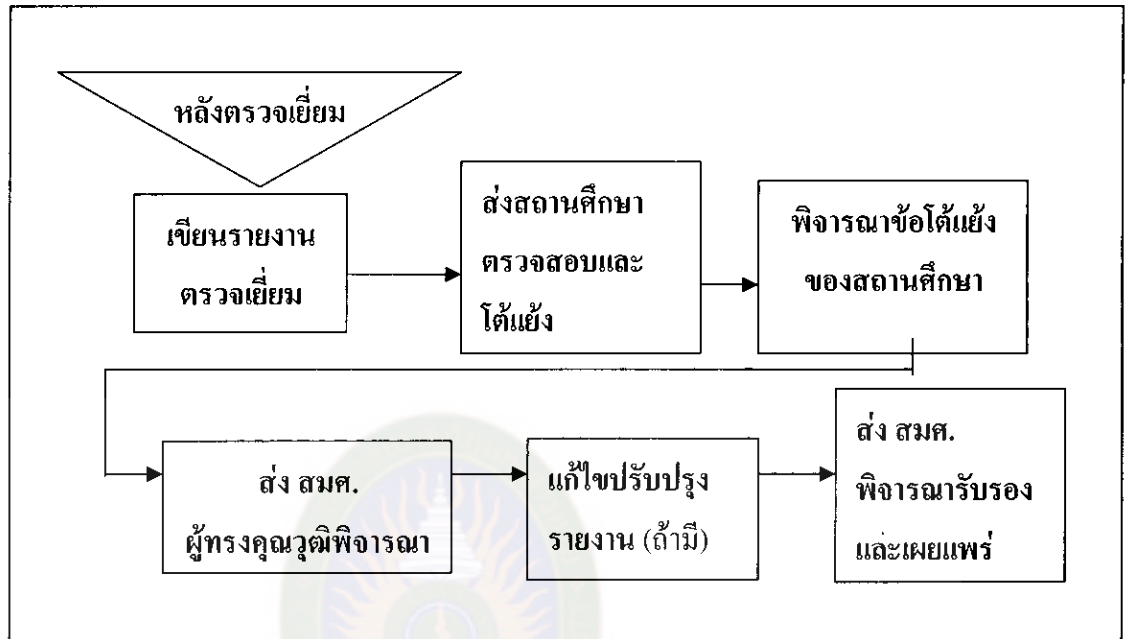 หลังตรวจเยี่ยม
เขียนรายงาน
ตรวจเยี่ยม
ส่งสถานศึกษา
ตรวจสอบและ
โต้แย้ง
พิจารณาข้อโต้แย้ง
ของสถานศึกษา
ส่ง สมศ.
ผู้ทรงคุณวุฒิพิจารณา
แก้ไขปรับปรุง
รายงาน (ถ้ามี)
ส่ง สมศ.
พิจารณารับรอง
และเผยแพร่